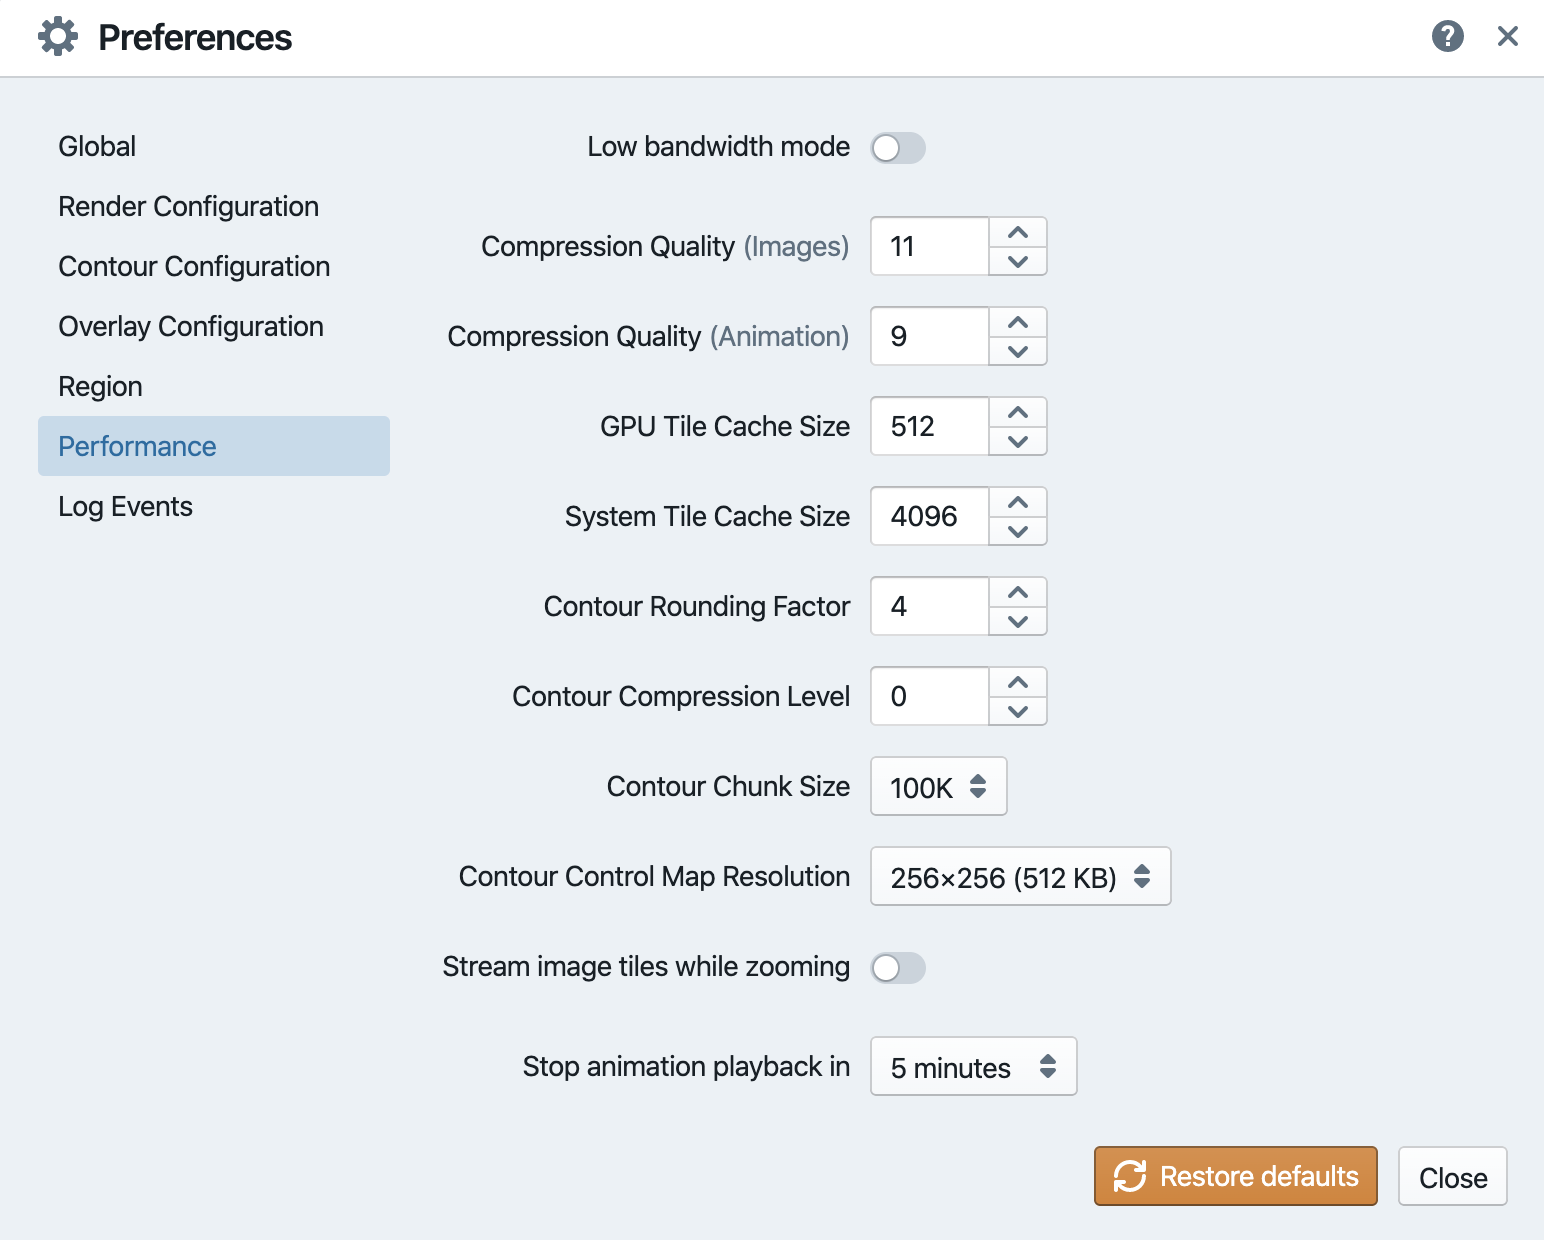 Preferences
Global
Render Configuration
Contour Configuration
Overlay Configuration
Region
Performance
Log Events
Low bandwidth mode
Compression Quality (Images) 11
Compression Quality (Animation) 9
GPU Tile Cache Size 512
System Tile Cache Size 4096
Contour Rounding Factor 4
Contour Compression Level 0
Contour Chunk Size 100K
Contour Control Map Resolution 256×256 (512 KB)
Stream image tiles while zooming
Stop animation playback in 5 minutes
Restore defaults Close